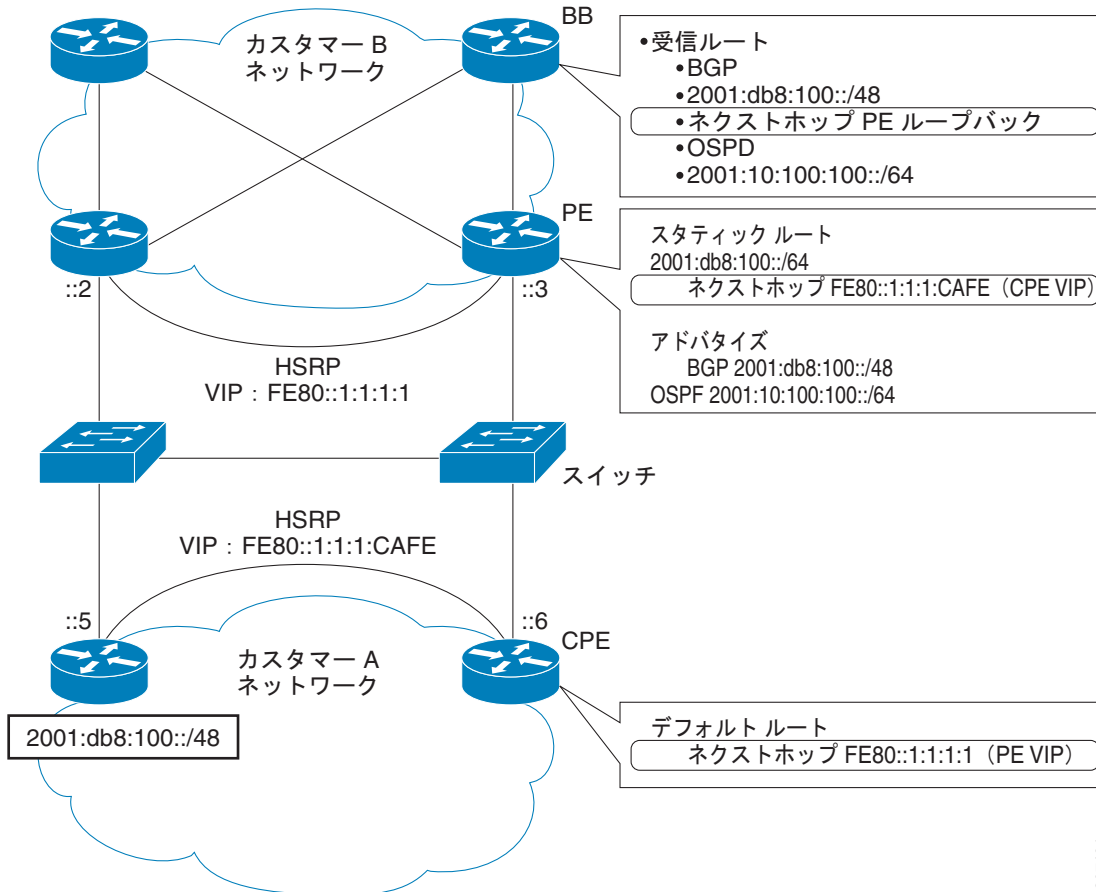 BB
カスタマー B
ネットワーク
•受信ルート
•BGP
•2001:db8:100::/48
•ネクストホップ PE ループバック
•OSPD
•2001:10:100:100::/64
PE
スタティック ルート
2001:db8:100::/64
ネクストホップ FE80::1:1:1:CAFE（CPE VIP）
アドバタイズ
BGP 2001:db8:100::/48
OSPF 2001:10:100:100::/64
::2
::3
HSRP
VIP：FE80::1:1:1:1
スイッチ
HSRP
VIP：FE80::1:1:1:CAFE
::5
::6
CPE
カスタマー A
ネットワーク
2001:db8:100::/48
デフォルト ルート
ネクストホップ FE80::1:1:1:1（PE VIP）